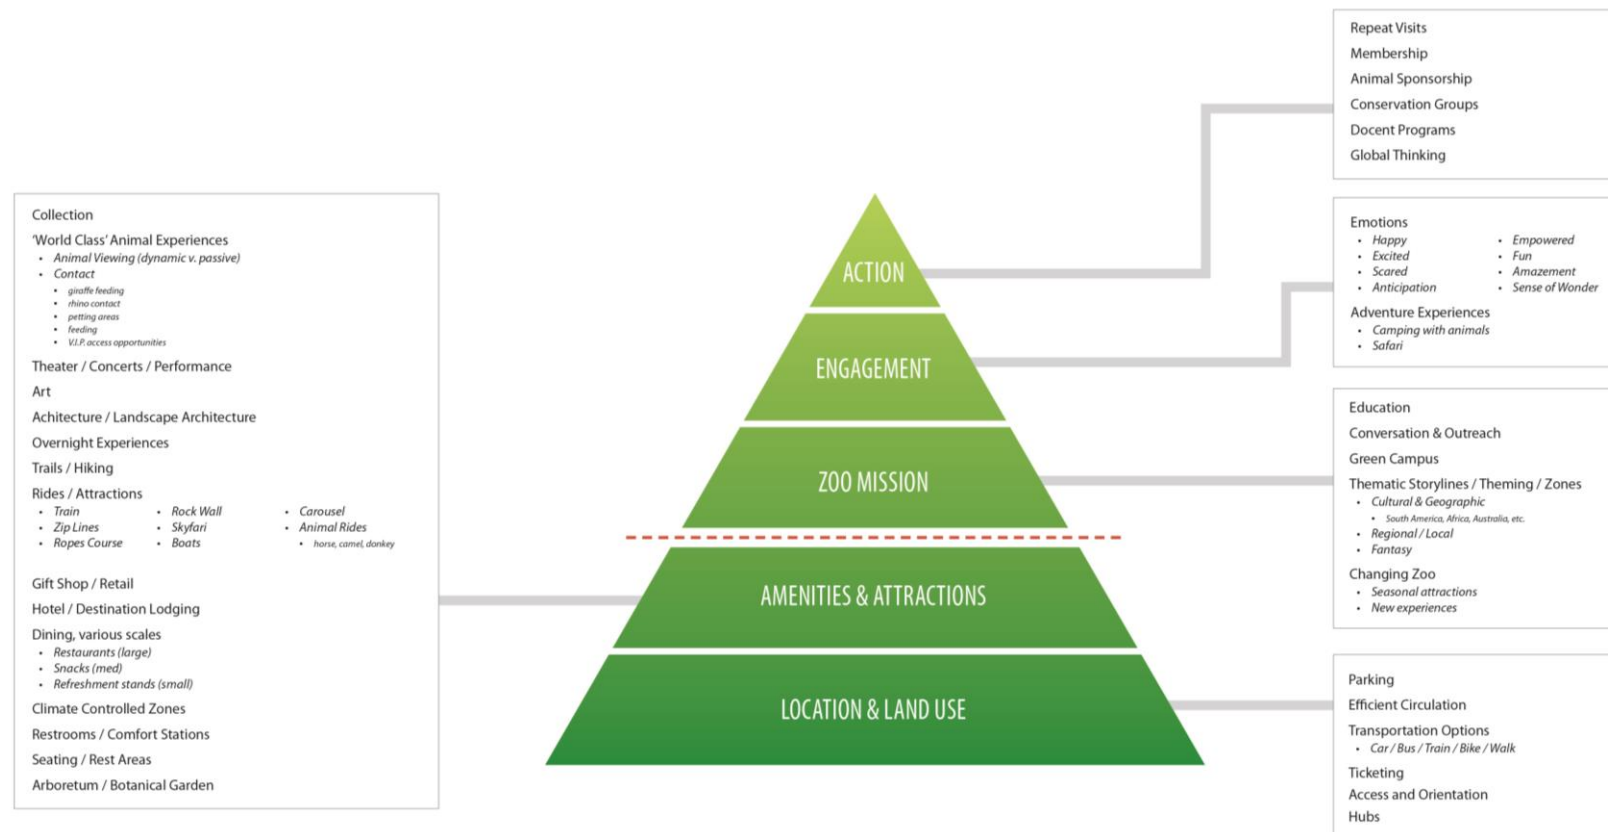 Repeat Visits
Membership
Animal Sponsorship
Conservation Groups
Docent Programs
Global Thinking
Collection
‘World Class’ Animal Experiences
• Animal Viewing (dynamic v. passive)
• Contact
• giraffe feeding
• rhino contact
• petting areas
• feeding
• V.I.P. access opportunities
Theater / Concerts / Performance
Art
Achitecture / Landscape Architecture
Overnight Experiences
Trails / Hiking
Rides / Attractions
• Train • Rock Wall • Carousel
• Zip Lines • Skyfari • Animal Rides
• Ropes Course • Boats • horse, camel, donkey
Gift Shop / Retail
Hotel / Destination Lodging
Dining, various scales
• Restaurants (large)
• Snacks (med)
• Refreshment stands (small)
Climate Controlled Zones
Restrooms / Comfort Stations
Seating / Rest Areas
Arboretum / Botanical Garden
ACTION
ENGAGEMENT
ZOO MISSION
AMENITIES & ATTRACTIONS
LOCATION & LAND USE
Emotions
• Happy • Empowered
• Excited • Fun
• Scared • Amazement
• Anticipation • Sense of Wonder
Adventure Experiences
• Camping with animals
• Safari
Education
Conversation & Outreach
Green Campus
Thematic Storylines / Theming / Zones
• Cultural & Geographic
• South America, Africa, Australia, etc.
• Regional / Local
• Fantasy
Changing Zoo
• Seasonal attractions
• New experiences
Parking
Efficient Circulation
Transportation Options
• Car / Bus / Train / Bike / Walk
Ticketing
Access and Orientation
Hubs